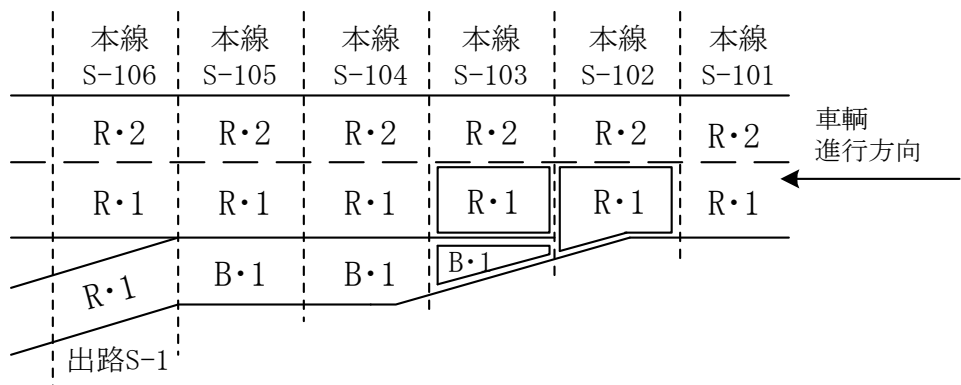 本線 本線 本線 本線 本線 本線
S-106 S-105 S-104 S-103 S-102 S-101
R・2 R・2 R・2 R・2 R・2 R・2
車輌
進行方向
R・1 R・1 R・1 R・1 R・1 R・1
R・1 B・1 B・1 B・1
出路S-1